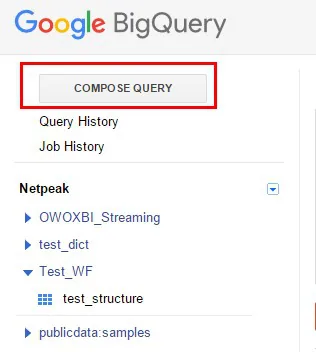 Google BigQuery
COMPOSE QUERY
Query History
Job History
Netpeak
OWOXBI_Streaming
test_dict
Test_WF
test_structure
publicdata:samples